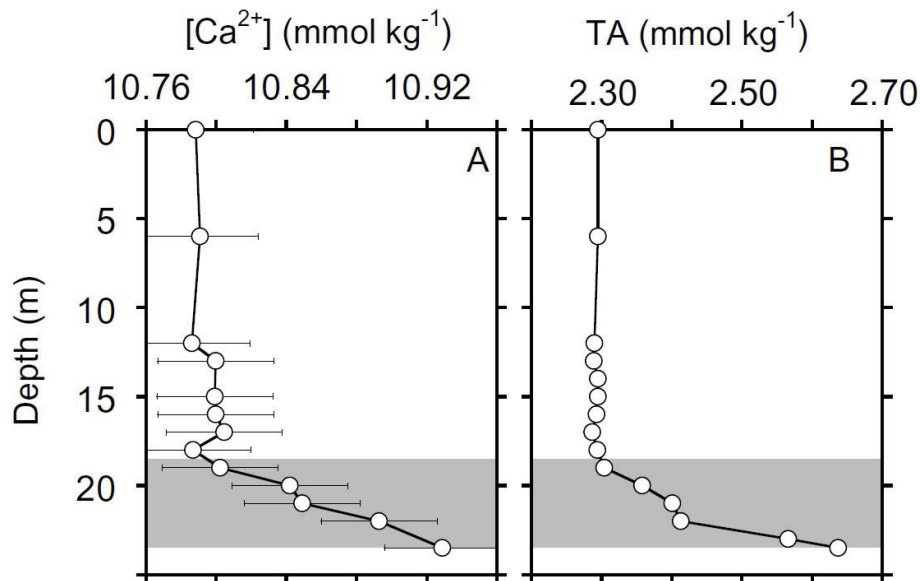 [Ca²⁺] (mmol kg⁻¹) TA (mmol kg⁻¹)
10.76 10.84 10.92 2.30 2.50 2.70
0
A B
5
10
Depth (m)
15
20